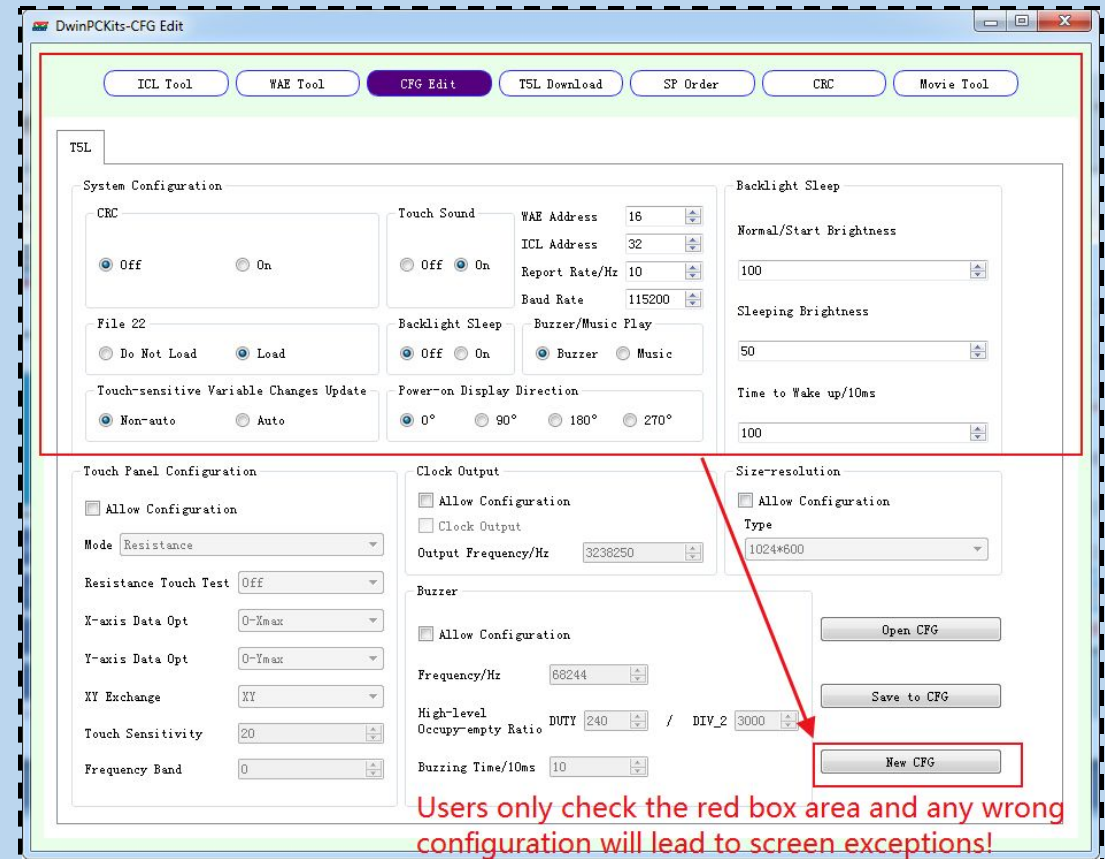 DwinPCKits-CFG Edit
ICL Tool WAE Tool CFG Edit T5L Download SP Order CRC Movie Tool
T5L
System Configuration
CRC
Off On
Touch Sound
Off On
WAE Address 16
ICL Address 32
Report Rate/Hz 10
Baud Rate 115200
File 22
Do Not Load Load
Backlight Sleep
Off On
Buzzer/Music Play
Buzzer Music
Touch-sensitive Variable Changes Update
Non-auto Auto
Power-on Display Direction
0° 90° 180° 270°
Backlight Sleep
Normal/Start Brightness
100
Sleeping Brightness
50
Time to Wake up/10ms
100
Touch Panel Configuration
Allow Configuration
Mode Resistance
Resistance Touch Test Off
X-axis Data Opt 0-Xmax
Y-axis Data Opt 0-Ymax
XY Exchange XY
Touch Sensitivity 20
Frequency Band 0
Clock Output
Allow Configuration
Clock Output
Output Frequency/Hz 3238250
Size-resolution
Allow Configuration
Type
1024*600
Buzzer
Allow Configuration
Frequency/Hz 68244
High-level
Occupy-empty Ratio DUTY 240 / DIV_2 3000
Buzzing Time/10ms 10
Open CFG
Save to CFG
New CFG
Users only check the red box area and any wrong
configuration will lead to screen exceptions!